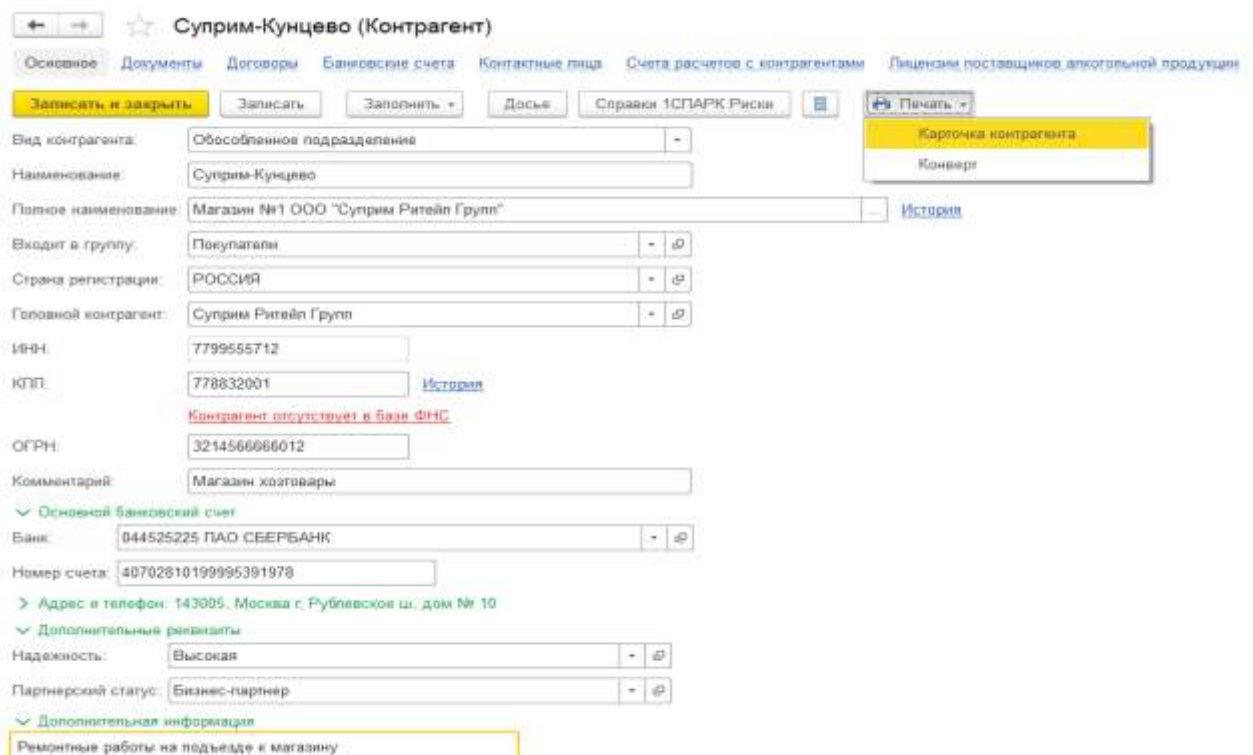 Суприм-Кунцево (Контрагент)
Основное Документы Договоры Банковские счета Контактные лица Счета расчетов с контрагентами Лицензии поставщиков алкогольной продукции
Записать и закрыть Записать Заполнить Досье Справки 1СПАРК Риски Печать
Карточка контрагента
Конверт
Вид контрагента: Обособленное подразделение
Наименование: Суприм-Кунцево
Полное наименование: Магазин №1 ООО "Суприм Ритейл Групп" ... История
Входит в группу: Покупатели
Страна регистрации: РОССИЯ
Головной контрагент: Суприм Ритейл Групп
ИНН: 7799555712
КПП: 778832001 История
Контрагент отсутствует в базе ФНС
ОГРН: 3214566666012
Комментарий: Магазин хозтовары
Основной банковский счет
Банк: 044525225 ПАО СБЕРБАНК
Номер счета: 40702810199995391978
Адрес и телефон: 143005, Москва г, Рублевское ш, дом № 10
Дополнительные реквизиты
Надежность: Высокая
Партнерский статус: Бизнес-партнер
Дополнительная информация
Ремонтные работы на подъезде к магазину